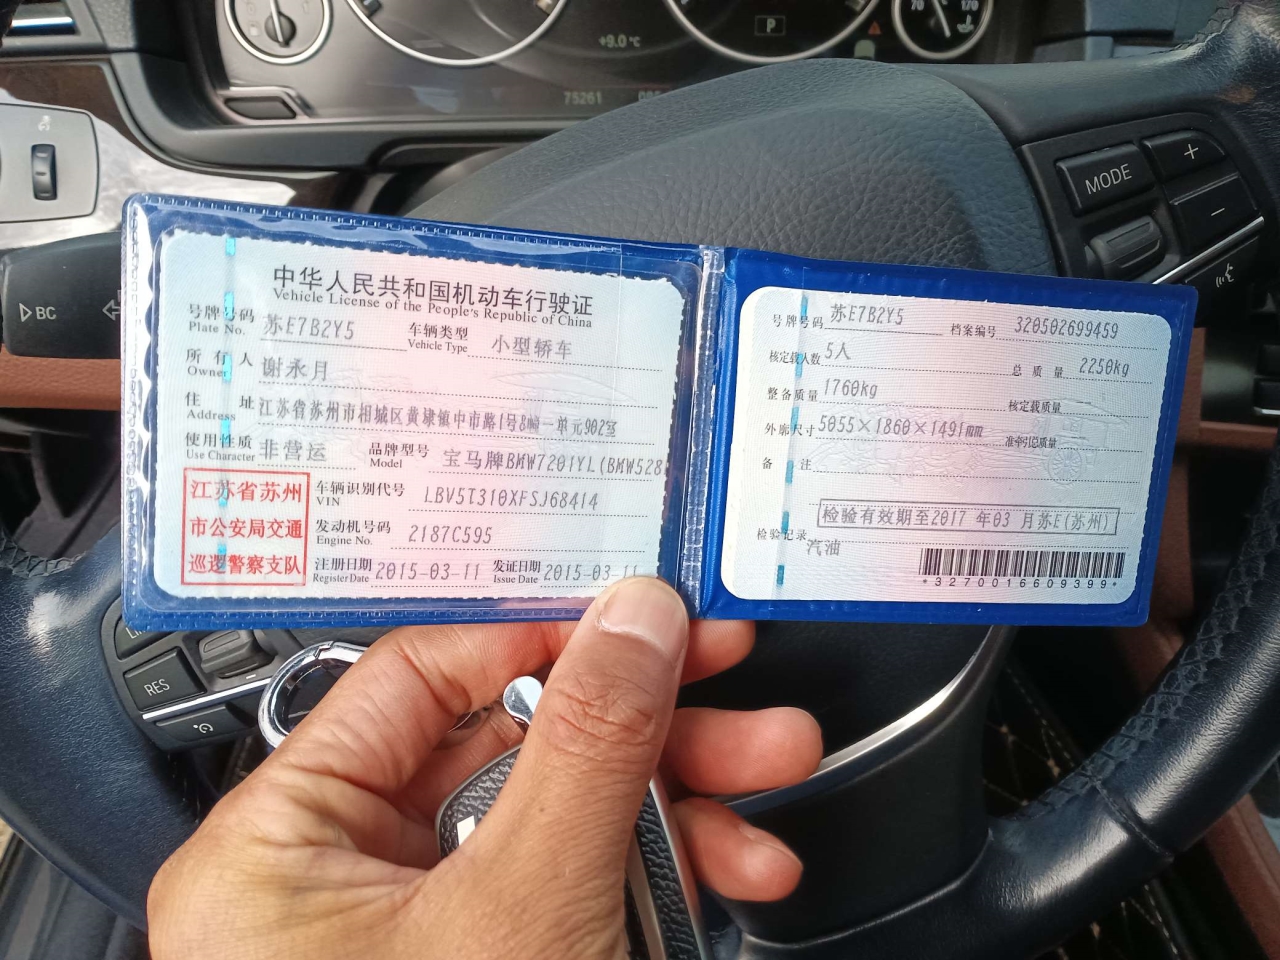 70 170
P
+9.0 °C
75261
MODE
+
−
BC
中华人民共和国机动车行驶证
Vehicle License of the People's Republic of China
号牌号码 苏E7B2Y5 车辆类型 小型轿车
Plate No. Vehicle Type
所有人 谢永月
Owner
住址 江苏省苏州市相城区黄埭镇中市路1号8幢一单元902室
Address
使用性质 非营运 品牌型号 宝马牌BMW7201YL(BMW528
Use Character Model
江苏省苏州
市公安局交通
巡逻警察支队
车辆识别代号 LBV5T310XFSJ68414
VIN
发动机号码 2187C595
Engine No.
注册日期 2015-03-11 发证日期 2015-03-11
Register Date Issue Date
号牌号码 苏E7B2Y5 档案编号 320502699459
核定载人数 5人 总质量 2250kg
整备质量 1760kg 核定载质量
外廓尺寸 5055×1860×1491mm 准牵引总质量
备注
检验有效期至2017 年03 月苏E(苏州)
检验记录
汽油
*3270016609399*
RES